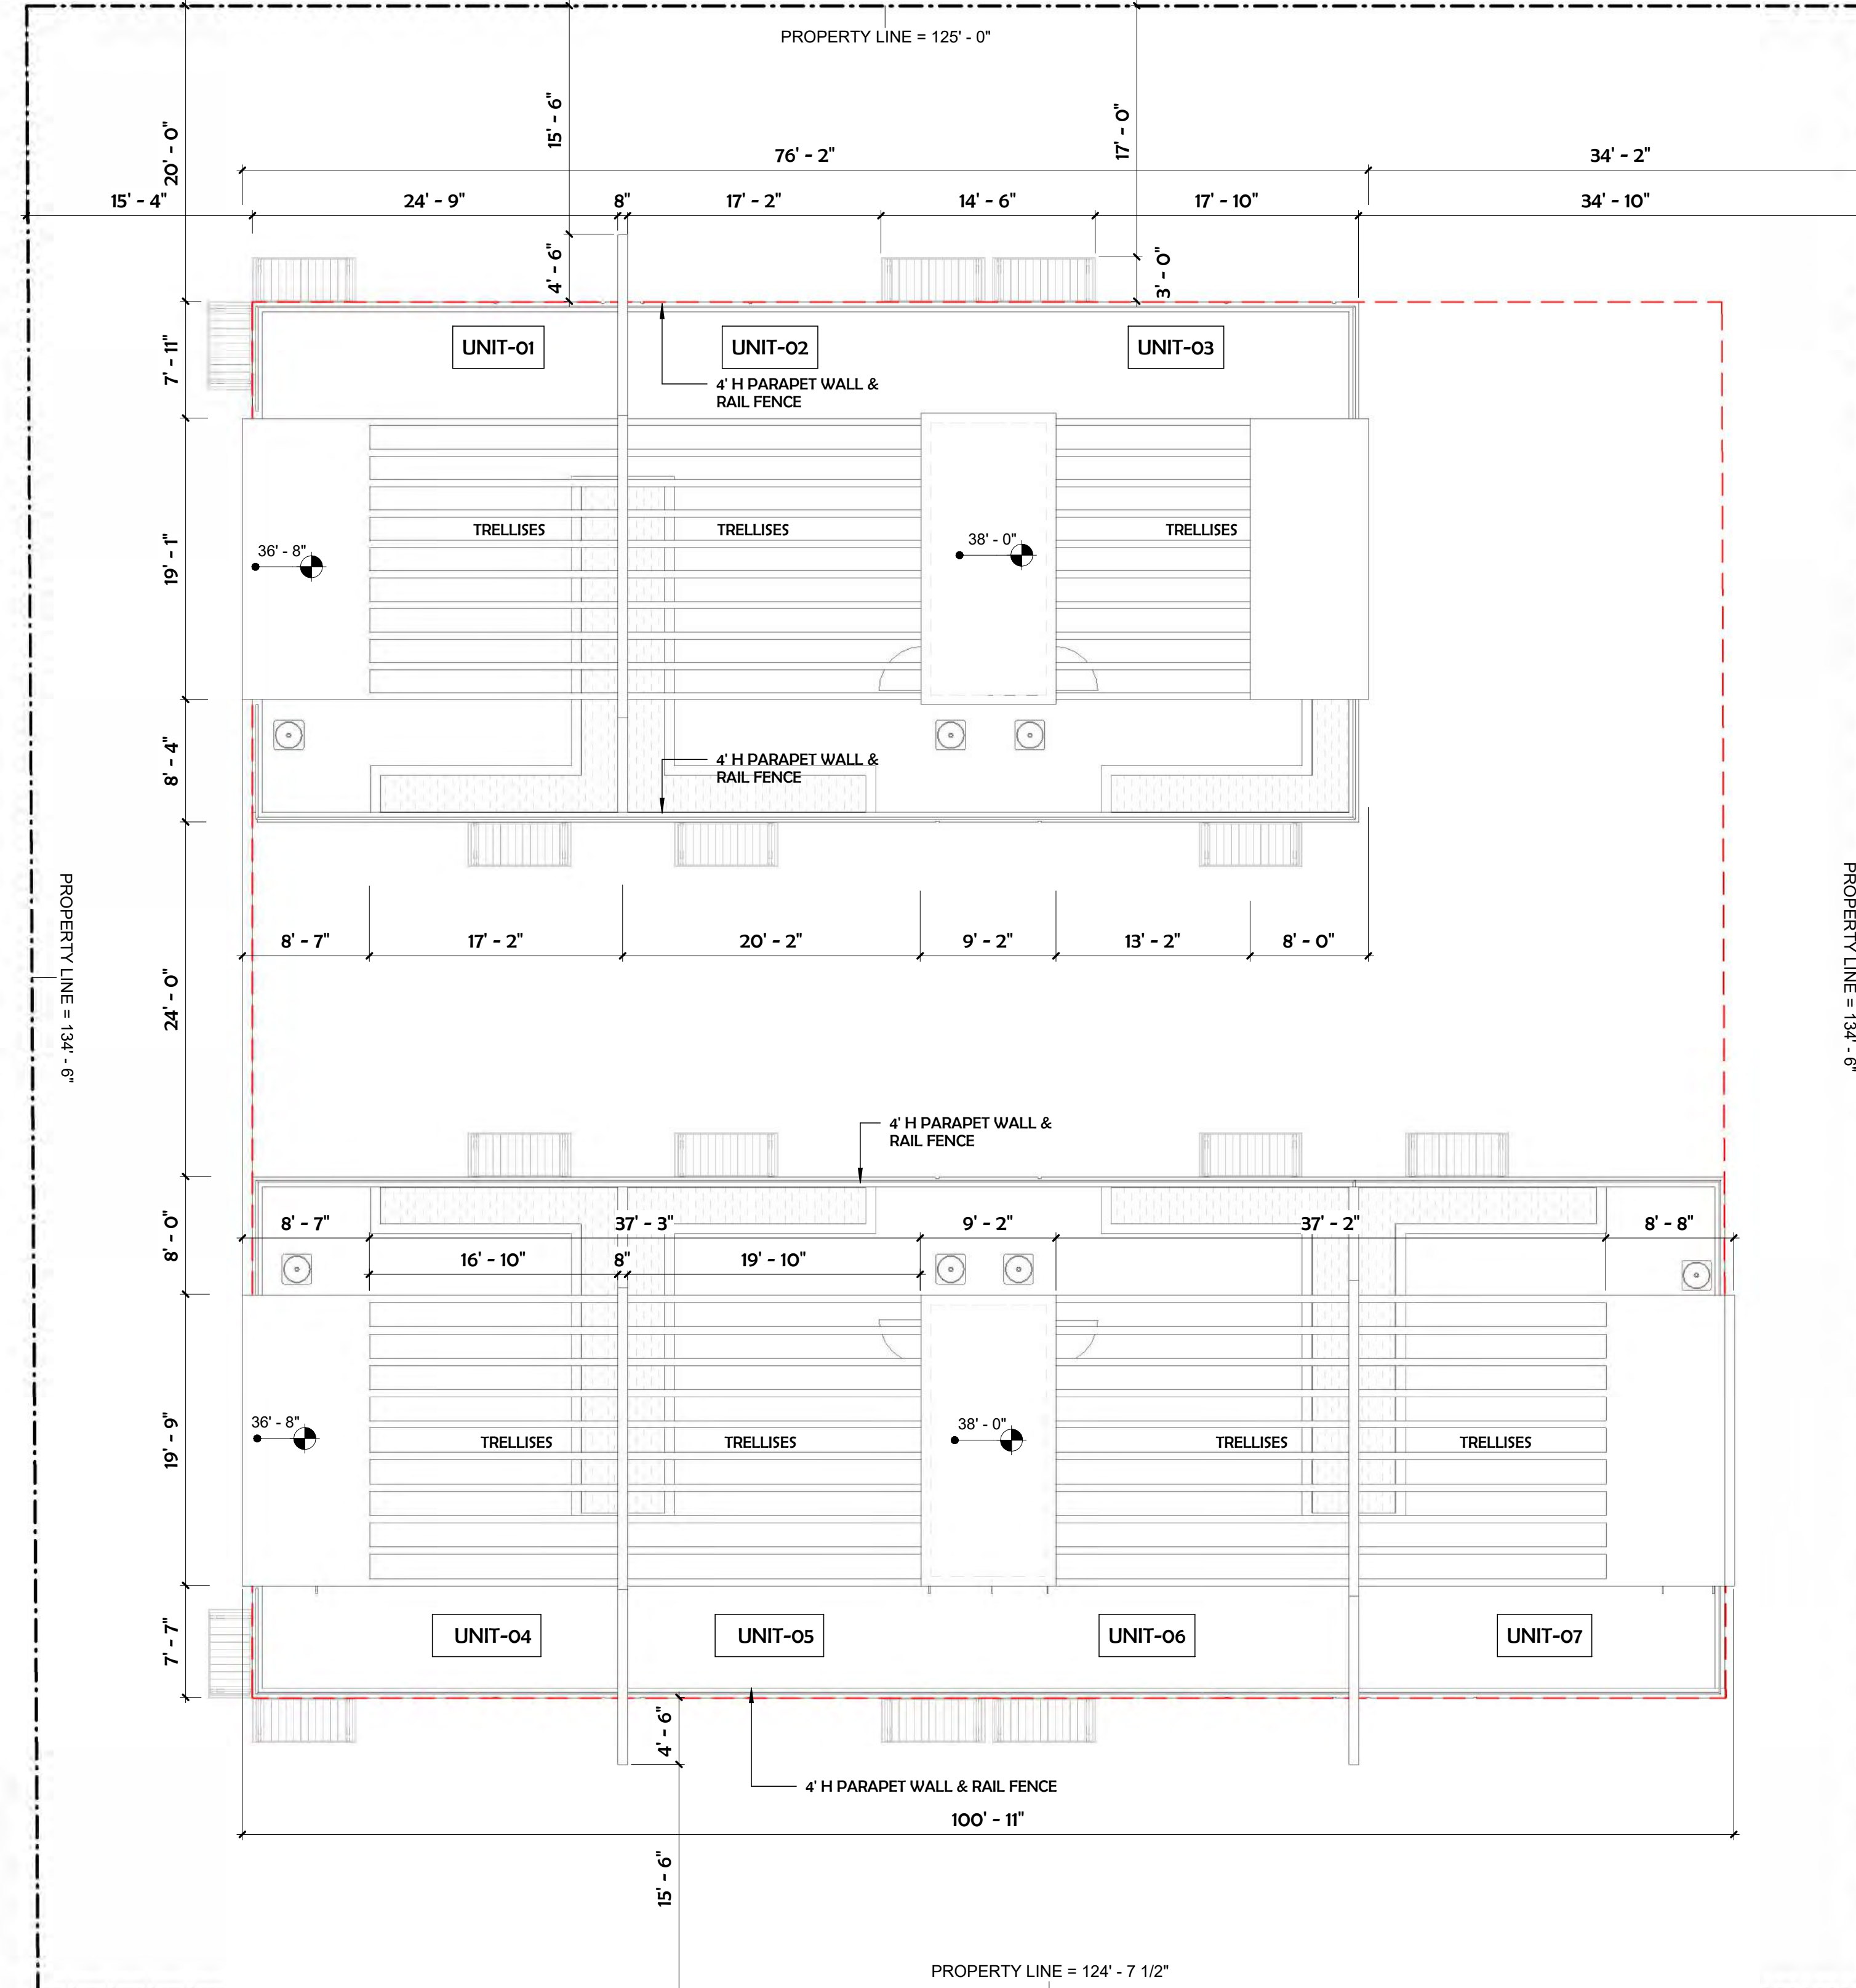 PROPERTY LINE = 125' - 0"
15' - 6"
17' - 0"
20' - 0"
76' - 2"
34' - 2"
15' - 4"
24' - 9"
8"
17' - 2"
14' - 6"
17' - 10"
34' - 10"
4' - 6"
3' - 0"
7' - 11"
UNIT-01
UNIT-02
UNIT-03
4' H PARAPET WALL &
RAIL FENCE
19' - 1"
TRELLISES
TRELLISES
TRELLISES
36' - 8"
38' - 0"
8' - 4"
4' H PARAPET WALL &
RAIL FENCE
PROPERTY LINE = 134' - 6"
PROPERTY LINE = 134' - 6"
8' - 7"
17' - 2"
20' - 2"
9' - 2"
13' - 2"
8' - 0"
24' - 0"
4' H PARAPET WALL &
RAIL FENCE
8' - 0"
8' - 7"
37' - 3"
9' - 2"
37' - 2"
8' - 8"
16' - 10"
8"
19' - 10"
19' - 9"
36' - 8"
38' - 0"
TRELLISES
TRELLISES
TRELLISES
TRELLISES
7' - 7"
UNIT-04
UNIT-05
UNIT-06
UNIT-07
4' - 6"
4' H PARAPET WALL & RAIL FENCE
100' - 11"
15' - 6"
PROPERTY LINE = 124' - 7 1/2"